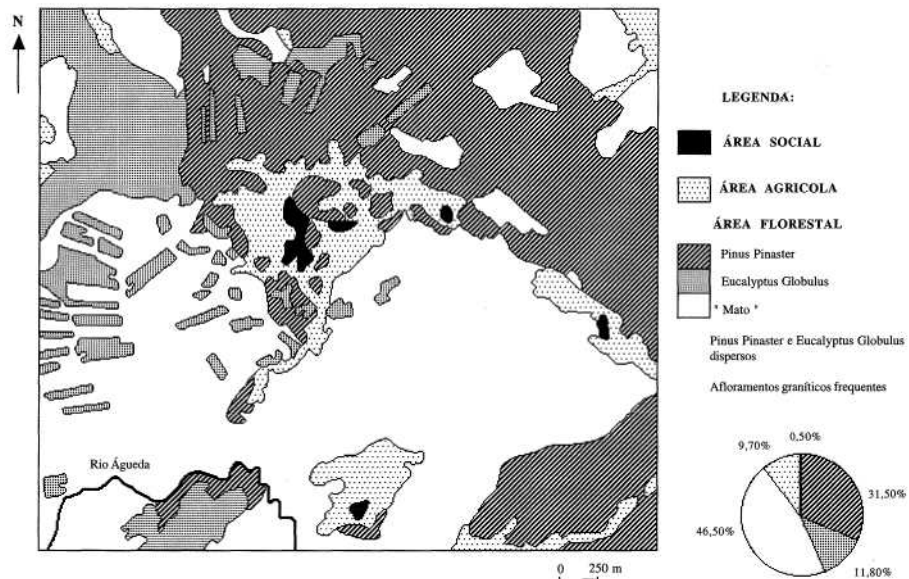 N
LEGENDA:
ÁREA SOCIAL
ÁREA AGRICOLA
ÁREA FLORESTAL
Pinus Pinaster
Eucalyptus Globulus
" Mato "
Pinus Pinaster e Eucalyptus Globulus
dispersos
Afloramentos graníticos frequentes
Rio Águeda
0 250 m
9,70%
0,50%
31,50%
46,50%
11,80%